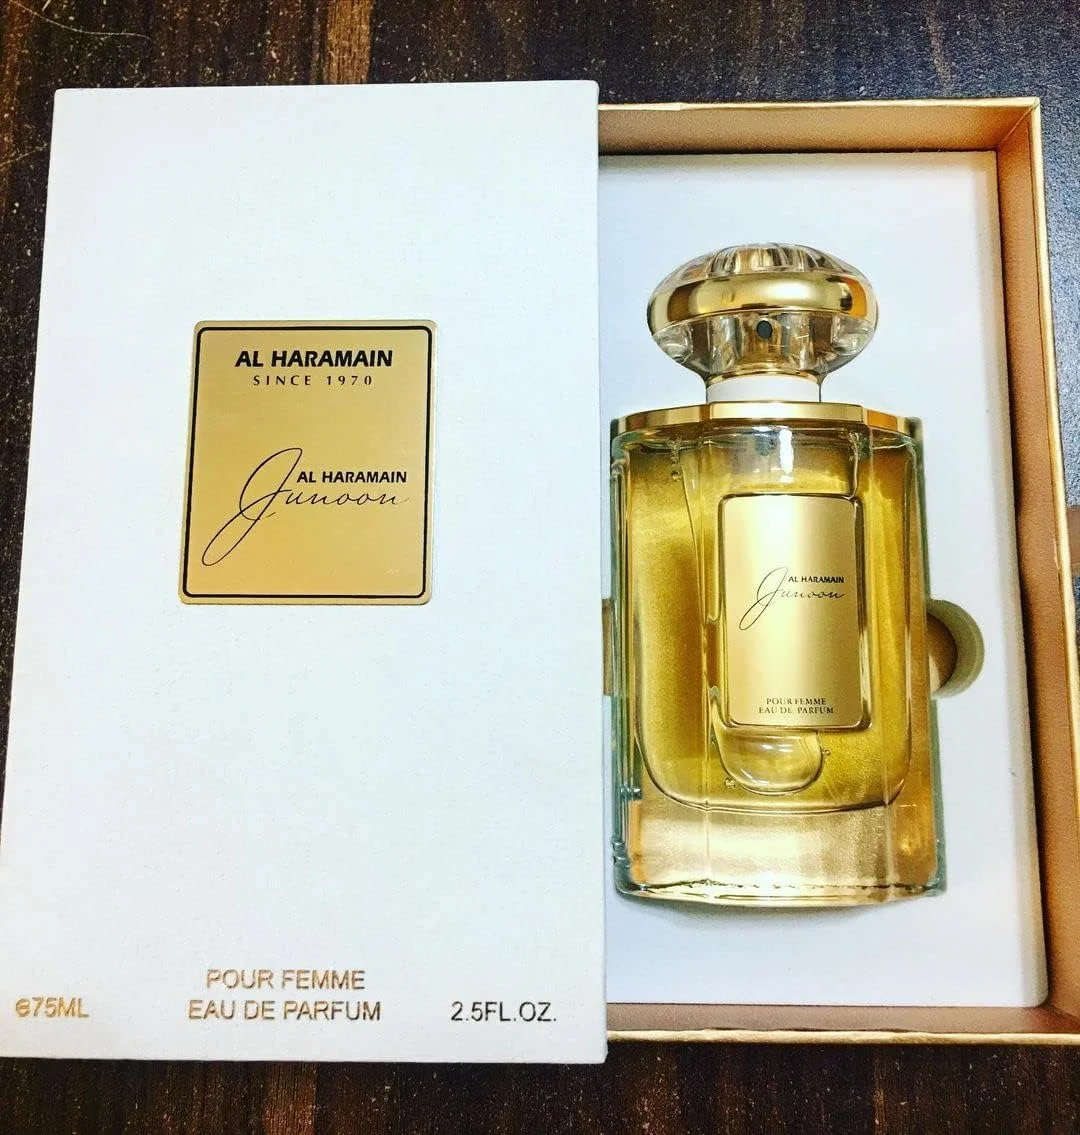 AL HARAMAIN
SINCE 1970
AL HARAMAIN
Junoon
POUR FEMME
EAU DE PARFUM
℮75ML
2.5FL.OZ.
AL HARAMAIN
Junoon
POUR FEMME
EAU DE PARFUM